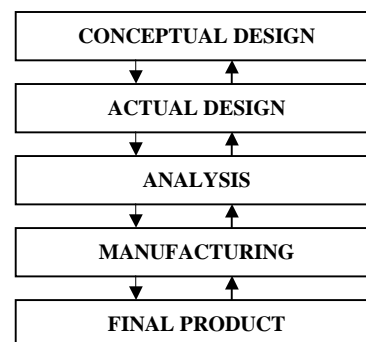 CONCEPTUAL DESIGN
ACTUAL DESIGN
ANALYSIS
MANUFACTURING
FINAL PRODUCT